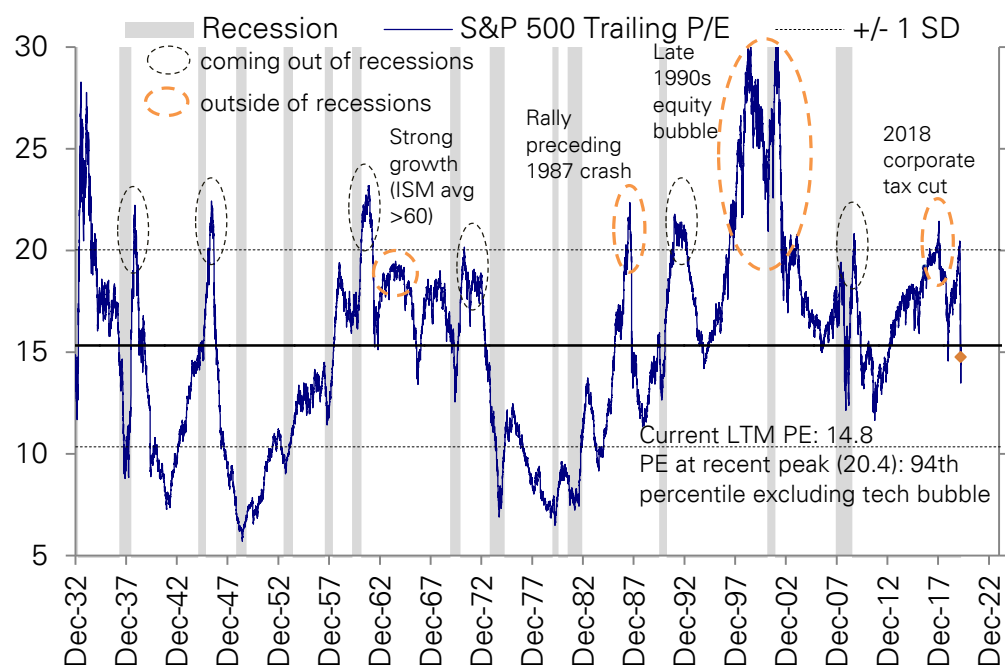 Recession S&P 500 Trailing P/E +/- 1 SD
coming out of recessions
outside of recessions
Strong
growth
(ISM avg
>60)
Rally
preceding
1987 crash
Late
1990s
equity
bubble
2018
corporate
tax cut
Current LTM PE: 14.8
PE at recent peak (20.4): 94th
percentile excluding tech bubble
30
25
20
15
10
5
Dec-32
Dec-37
Dec-42
Dec-47
Dec-52
Dec-57
Dec-62
Dec-67
Dec-72
Dec-77
Dec-82
Dec-87
Dec-92
Dec-97
Dec-02
Dec-07
Dec-12
Dec-17
Dec-22